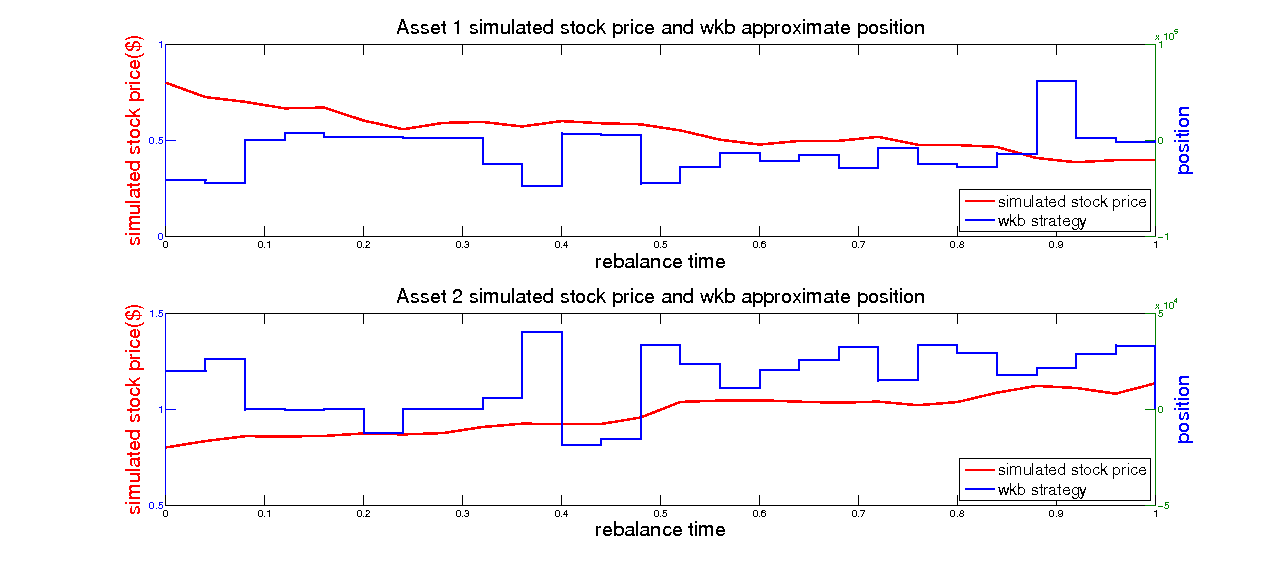 Asset 1 simulated stock price and wkb approximate position
simulated stock price($)
1
0.5
0
x 10
1
0
-1
position
0 0.1 0.2 0.3 0.4 0.5 0.6 0.7 0.8 0.9 1
rebalance time
simulated stock price
wkb strategy
Asset 2 simulated stock price and wkb approximate position
simulated stock price($)
1.5
1
0.5
x 10^4
5
0
-5
position
0 0.1 0.2 0.3 0.4 0.5 0.6 0.7 0.8 0.9 1
rebalance time
simulated stock price
wkb strategy